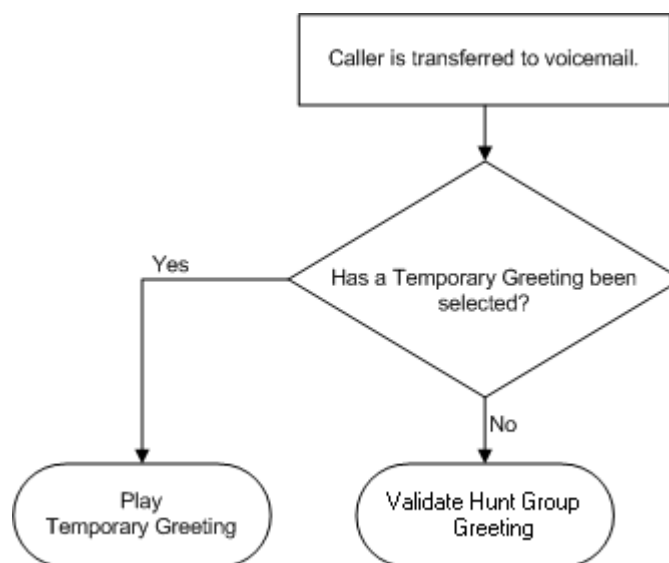 Caller is transferred to voicemail.
Has a Temporary Greeting been
selected?
Yes
No
Play
Temporary Greeting
Validate Hunt Group
Greeting